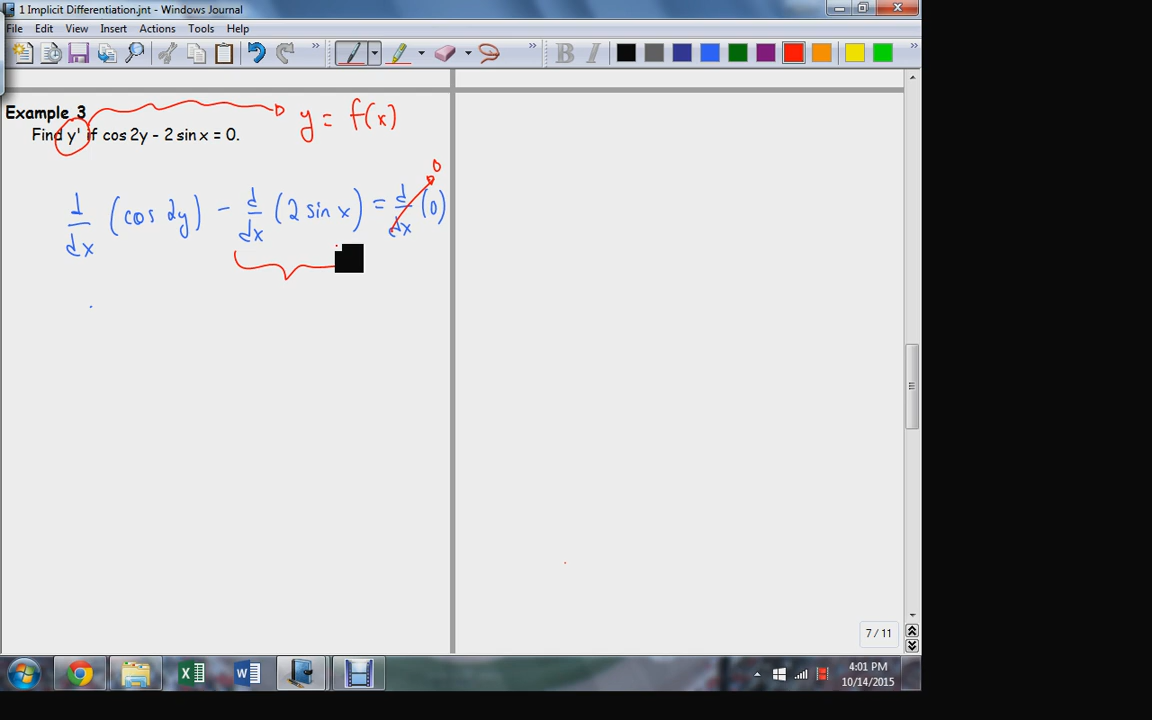 1 Implicit Differentiation.jnt - Windows Journal
File Edit View Insert Actions Tools Help
» » »
B I
Example 3
y = f(x)
Find y' if cos 2y - 2 sin x = 0.
0
d/dx (cos 2y) - d/dx (2 sin x) = d/dx (0)
7 / 11
4:01 PM
10/14/2015